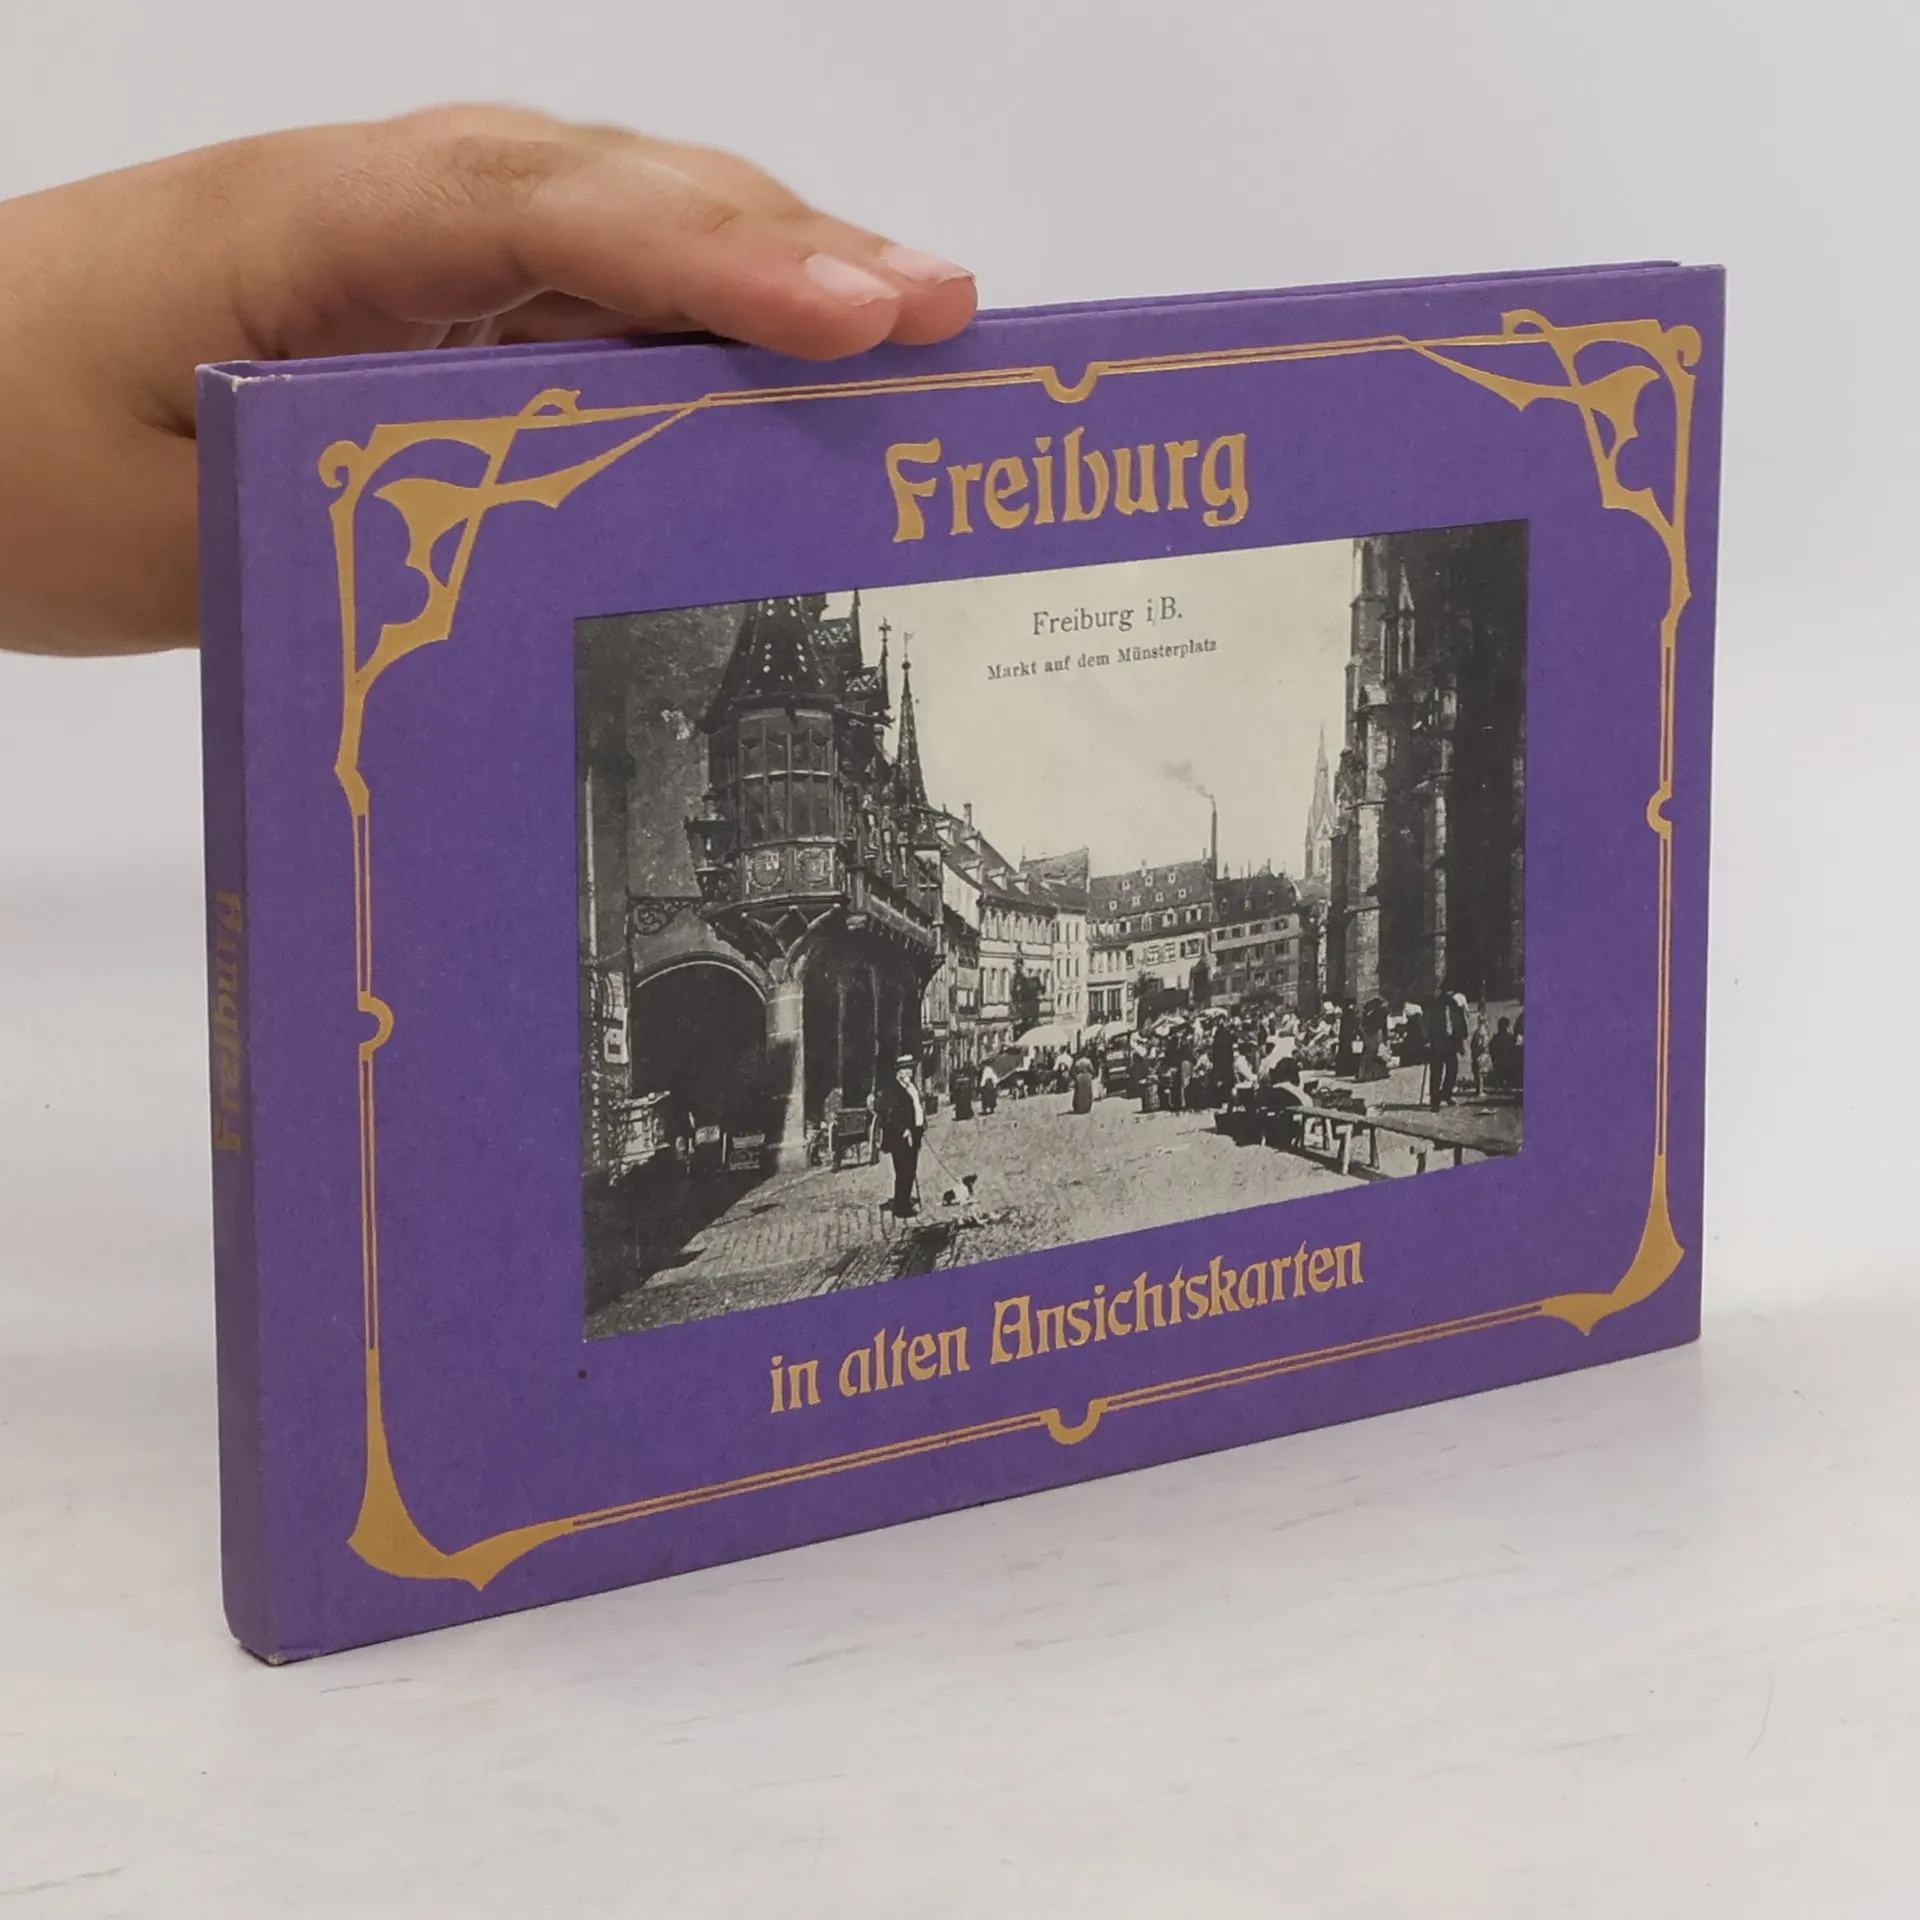 Freiburg
Freiburg i/B.
Markt auf dem Münsterplatz
in alten Ansichtskarten
Freiburg